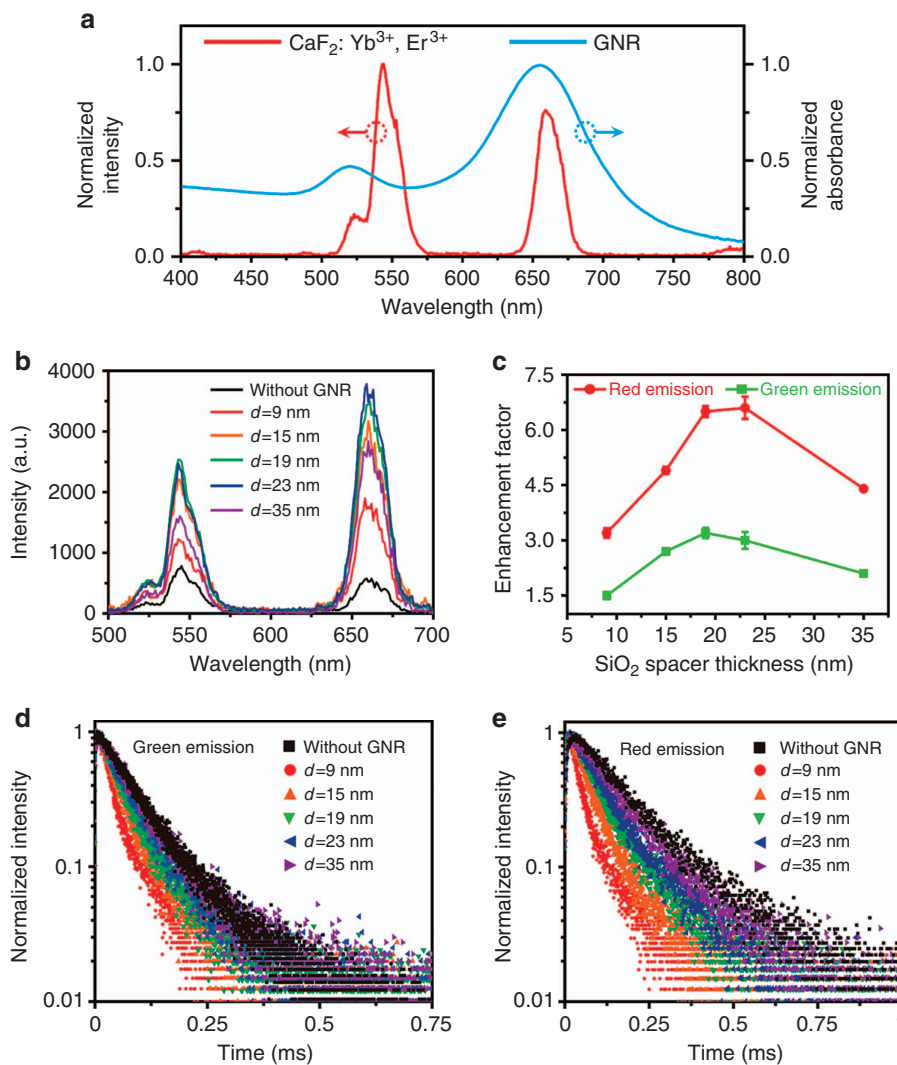 a
CaF2: Yb3+, Er3+
GNR
1.0
0.5
0.0
Normalized
intensity
1.0
0.5
0.0
Normalized
absorbance
400 450 500 550 600 650 700 750 800
Wavelength (nm)
b
4000
3000
2000
1000
0
Intensity (a.u.)
Without GNR
d=9 nm
d=15 nm
d=19 nm
d=23 nm
d=35 nm
500 550 600 650 700
Wavelength (nm)
c
7.5
6.0
4.5
3.0
1.5
Enhancement factor
Red emission
Green emission
5 10 15 20 25 30 35
SiO2 spacer thickness (nm)
d
1
0.1
0.01
Normalized intensity
Green emission
Without GNR
d=9 nm
d=15 nm
d=19 nm
d=23 nm
d=35 nm
0 0.25 0.5 0.75
Time (ms)
e
1
0.1
0.01
Normalized intensity
Red emission
Without GNR
d=9 nm
d=15 nm
d=19 nm
d=23 nm
d=35 nm
0 0.25 0.5 0.75
Time (ms)